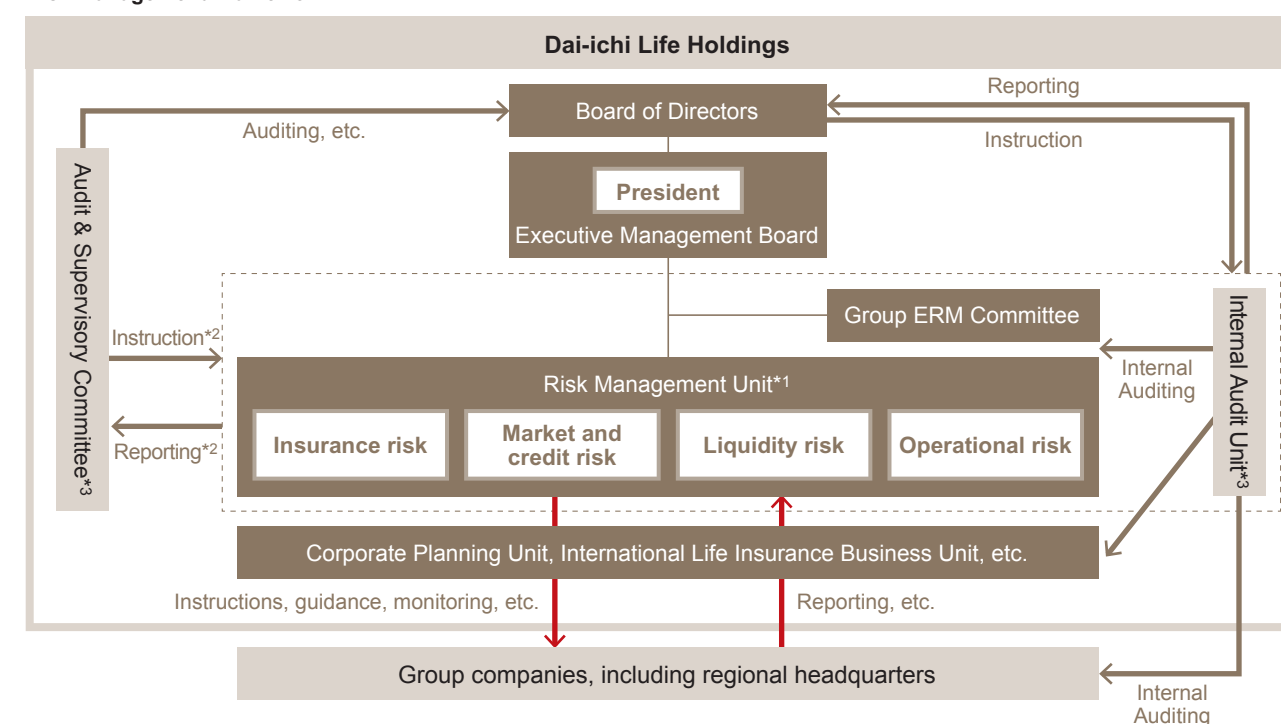 Dai-ichi Life Holdings
Board of Directors
Reporting
Auditing, etc.
Instruction
President
Executive Management Board
Audit & Supervisory Committee*3
Internal Audit Unit*3
Group ERM Committee
Instruction*2
Internal
Auditing
Risk Management Unit*1
Insurance risk
Market and
credit risk
Liquidity risk
Operational risk
Reporting*2
Corporate Planning Unit, International Life Insurance Business Unit, etc.
Instructions, guidance, monitoring, etc.
Reporting, etc.
Group companies, including regional headquarters
Internal
Auditing